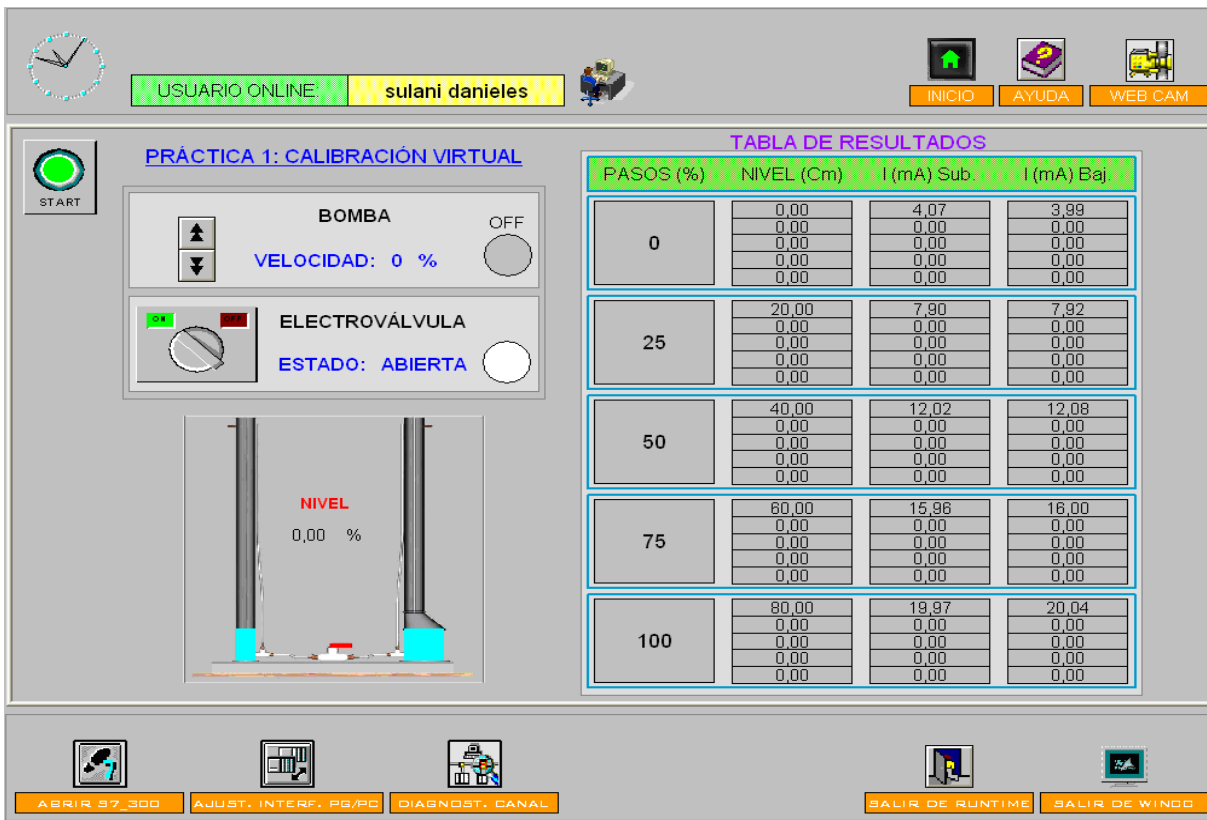 USUARIO ONLINE: sulani danieles
INICIO AYUDA WEB CAM
START
PRÁCTICA 1: CALIBRACIÓN VIRTUAL
BOMBA
OFF
VELOCIDAD: 0 %
ON OFF
ELECTROVÁLVULA
ESTADO: ABIERTA
NIVEL
0,00 %
TABLA DE RESULTADOS
PASOS (%) NIVEL (Cm) I (mA) Sub. I (mA) Baj.
0
0,00 4,07 3,99
0,00 0,00 0,00
0,00 0,00 0,00
0,00 0,00 0,00
0,00 0,00 0,00
25
20,00 7,90 7,92
0,00 0,00 0,00
0,00 0,00 0,00
0,00 0,00 0,00
0,00 0,00 0,00
50
40,00 12,02 12,08
0,00 0,00 0,00
0,00 0,00 0,00
0,00 0,00 0,00
0,00 0,00 0,00
75
60,00 15,96 16,00
0,00 0,00 0,00
0,00 0,00 0,00
0,00 0,00 0,00
0,00 0,00 0,00
100
80,00 19,97 20,04
0,00 0,00 0,00
0,00 0,00 0,00
0,00 0,00 0,00
0,00 0,00 0,00
ABRIR S7_300 AJUST. INTERF. PG/PC DIAGNOST. CANAL SALIR DE RUNTIME SALIR DE WINCC